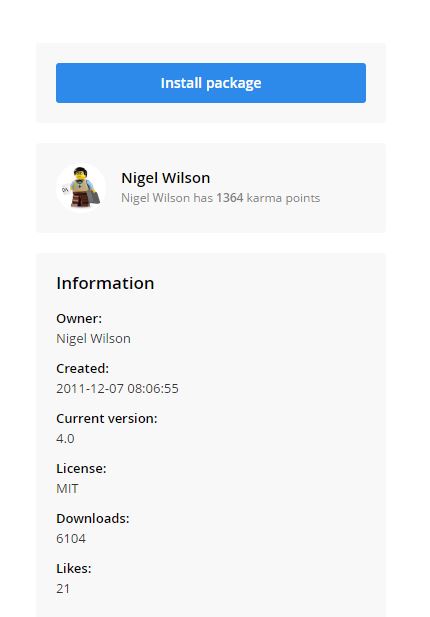 Install package
Nigel Wilson
Nigel Wilson has 1364 karma points
Information
Owner:
Nigel Wilson
Created:
2011-12-07 08:06:55
Current version:
4.0
License:
MIT
Downloads:
6104
Likes:
21